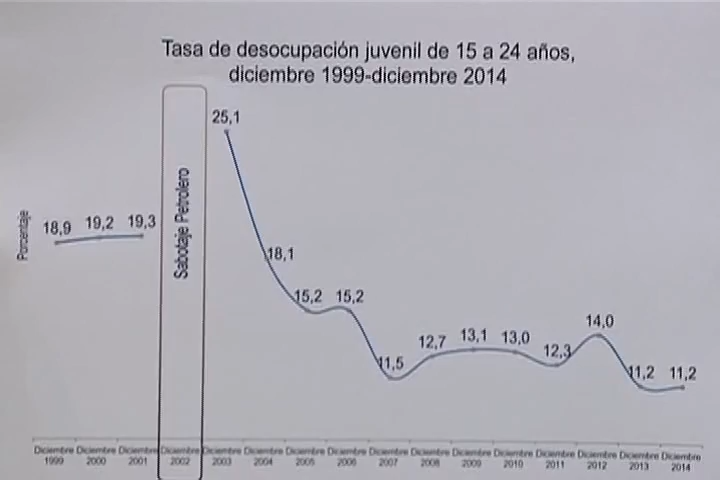 Tasa de desocupación juvenil de 15 a 24 años,
diciembre 1999-diciembre 2014
Porcentaje
18,9
19,2
19,3
Sabotaje Petrolero
25,1
18,1
15,2
15,2
11,5
12,7
13,1
13,0
12,3
14,0
11,2
11,2
Diciembre Diciembre Diciembre Diciembre Diciembre Diciembre Diciembre Diciembre Diciembre Diciembre Diciembre Diciembre Diciembre Diciembre Diciembre Diciembre
1999 2000 2001 2002 2003 2004 2005 2006 2007 2008 2009 2010 2011 2012 2013 2014